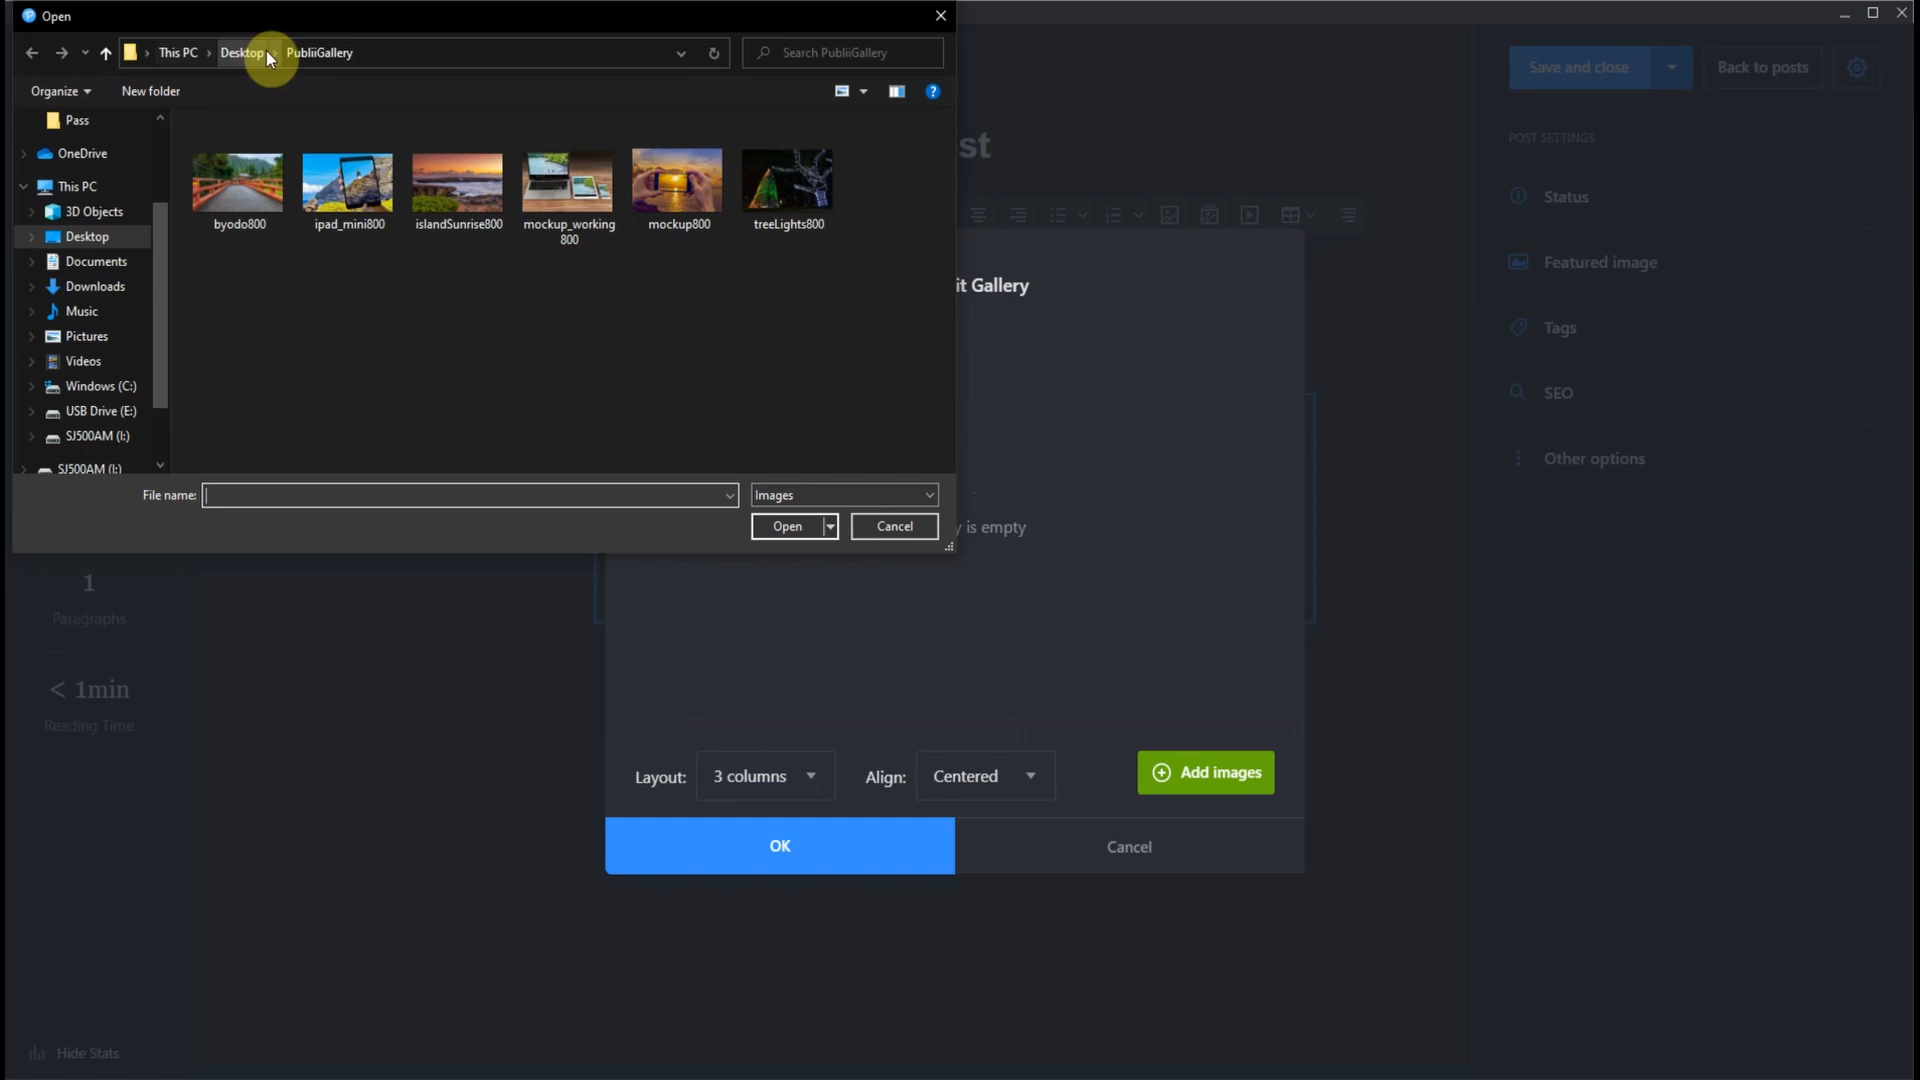 Open
This PC
Desktop
PubliiGallery
Search PubliiGallery
Organize
New folder
Pass
OneDrive
This PC
3D Objects
Desktop
Documents
Downloads
Music
Pictures
Videos
Windows (C:)
USB Drive (E:)
SJ500AM (I:)
SJ500AM (I:)
byodo800
ipad_mini800
islandSunrise800
mockup_working
800
mockup800
treeLights800
File name:
Images
Open
Cancel
Save and close
Back to posts
st
POST SETTINGS
Status
Featured image
Tags
SEO
Other options
it Gallery
y is empty
Layout:
3 columns
Align:
Centered
Add images
OK
Cancel
1
Paragraphs
< 1min
Reading Time
Hide Stats